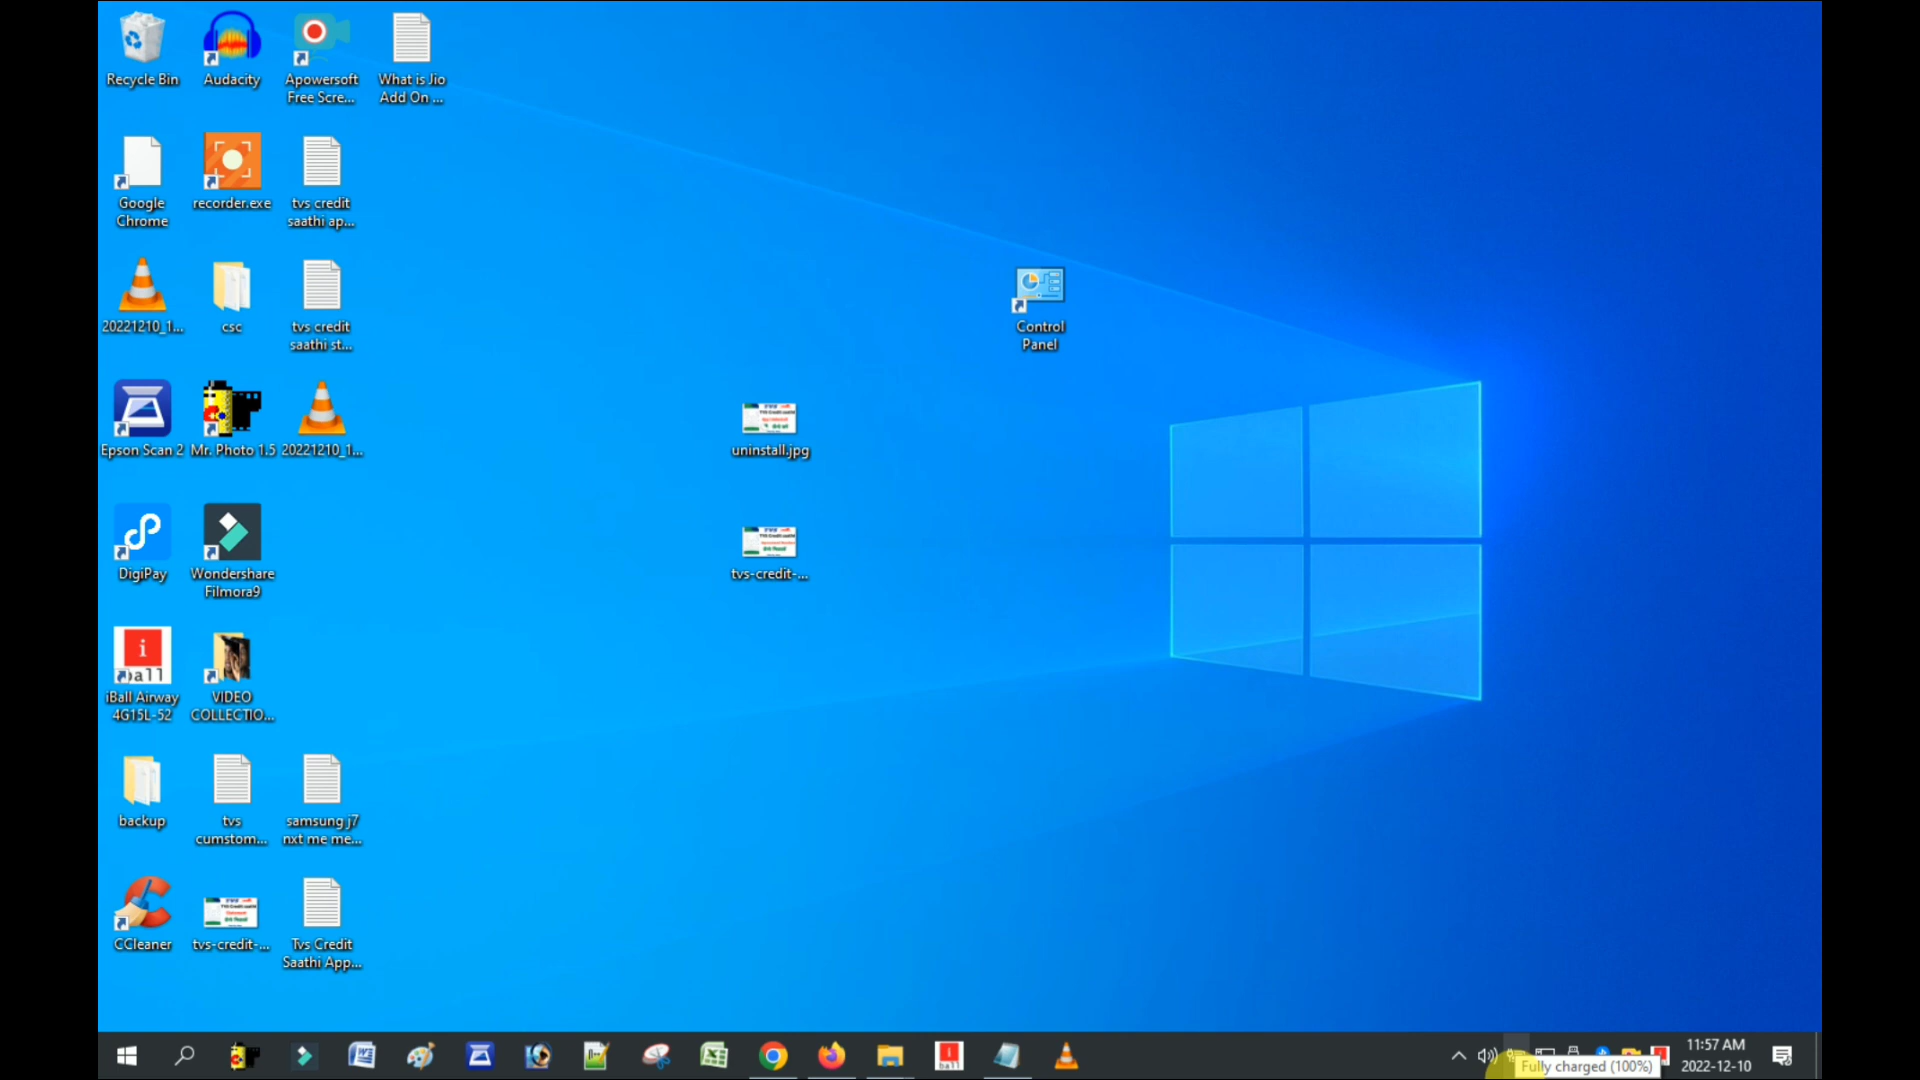 Recycle Bin
Audacity
Apowersoft
Free Scre...
What is Jio
Add On ...
Google
Chrome
recorder.exe
tvs credit
saathi ap...
20221210_1...
csc
tvs credit
saathi st...
Control
Panel
Epson Scan 2
Mr. Photo 1.5
20221210_1...
uninstall.jpg
DigiPay
Wondershare
Filmora9
tvs-credit-...
i
ball
iBall Airway
4G15L-52
VIDEO
COLLECTIO...
backup
tvs
cumstom...
samsung j7
nxt me me...
CCleaner
tvs-credit-...
Tvs Credit
Saathi App...
11:57 AM
2022-12-10
Fully charged (100%)